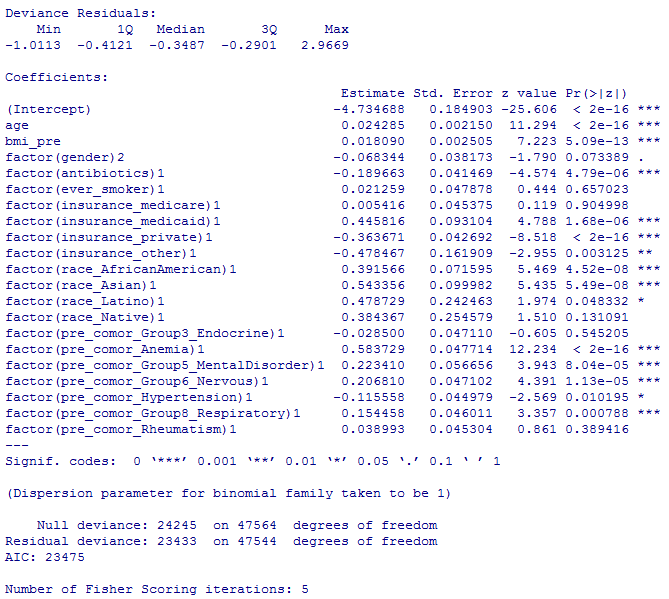 Deviance Residuals:
Min 1Q Median 3Q Max
-1.0113 -0.4121 -0.3487 -0.2901 2.9669
Coefficients:
Estimate Std. Error z value Pr(>|z|)
(Intercept) -4.734688 0.184903 -25.606 < 2e-16 ***
age 0.024285 0.002150 11.294 < 2e-16 ***
bmi_pre 0.018090 0.002505 7.223 5.09e-13 ***
factor(gender)2 -0.068344 0.038173 -1.790 0.073389 .
factor(antibiotics)1 -0.189663 0.041469 -4.574 4.79e-06 ***
factor(ever_smoker)1 0.021259 0.047878 0.444 0.657023
factor(insurance_medicare)1 0.005416 0.045375 0.119 0.904998
factor(insurance_medicaid)1 0.445816 0.093104 4.788 1.68e-06 ***
factor(insurance_private)1 -0.363671 0.042692 -8.518 < 2e-16 ***
factor(insurance_other)1 -0.478467 0.161909 -2.955 0.003125 **
factor(race_AfricanAmerican)1 0.391566 0.071595 5.469 4.52e-08 ***
factor(race_Asian)1 0.543356 0.099982 5.435 5.49e-08 ***
factor(race_Latino)1 0.478729 0.242463 1.974 0.048332 *
factor(race_Native)1 0.384367 0.254579 1.510 0.131091
factor(pre_comor_Group3_Endocrine)1 -0.028500 0.047110 -0.605 0.545205
factor(pre_comor_Anemia)1 0.583729 0.047714 12.234 < 2e-16 ***
factor(pre_comor_Group5_MentalDisorder)1 0.223410 0.056656 3.943 8.04e-05 ***
factor(pre_comor_Group6_Nervous)1 0.206810 0.047102 4.391 1.13e-05 ***
factor(pre_comor_Hypertension)1 -0.115558 0.044979 -2.569 0.010195 *
factor(pre_comor_Group8_Respiratory)1 0.154458 0.046011 3.357 0.000788 ***
factor(pre_comor_Rheumatism)1 0.038993 0.045304 0.861 0.389416
---
Signif. codes: 0 ‘***’ 0.001 ‘**’ 0.01 ‘*’ 0.05 ‘.’ 0.1 ‘ ’ 1
(Dispersion parameter for binomial family taken to be 1)
Null deviance: 24245 on 47564 degrees of freedom
Residual deviance: 23433 on 47544 degrees of freedom
AIC: 23475
Number of Fisher Scoring iterations: 5